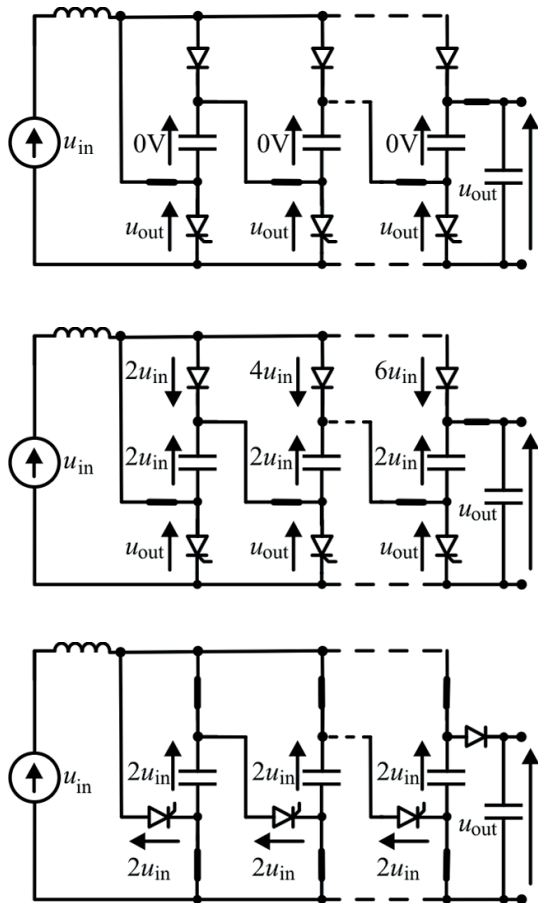 u_in
0V 0V 0V
u_out u_out u_out u_out
2u_in 4u_in 6u_in
u_in 2u_in 2u_in 2u_in
u_out u_out u_out u_out
u_in 2u_in 2u_in 2u_in
u_out
2u_in 2u_in 2u_in